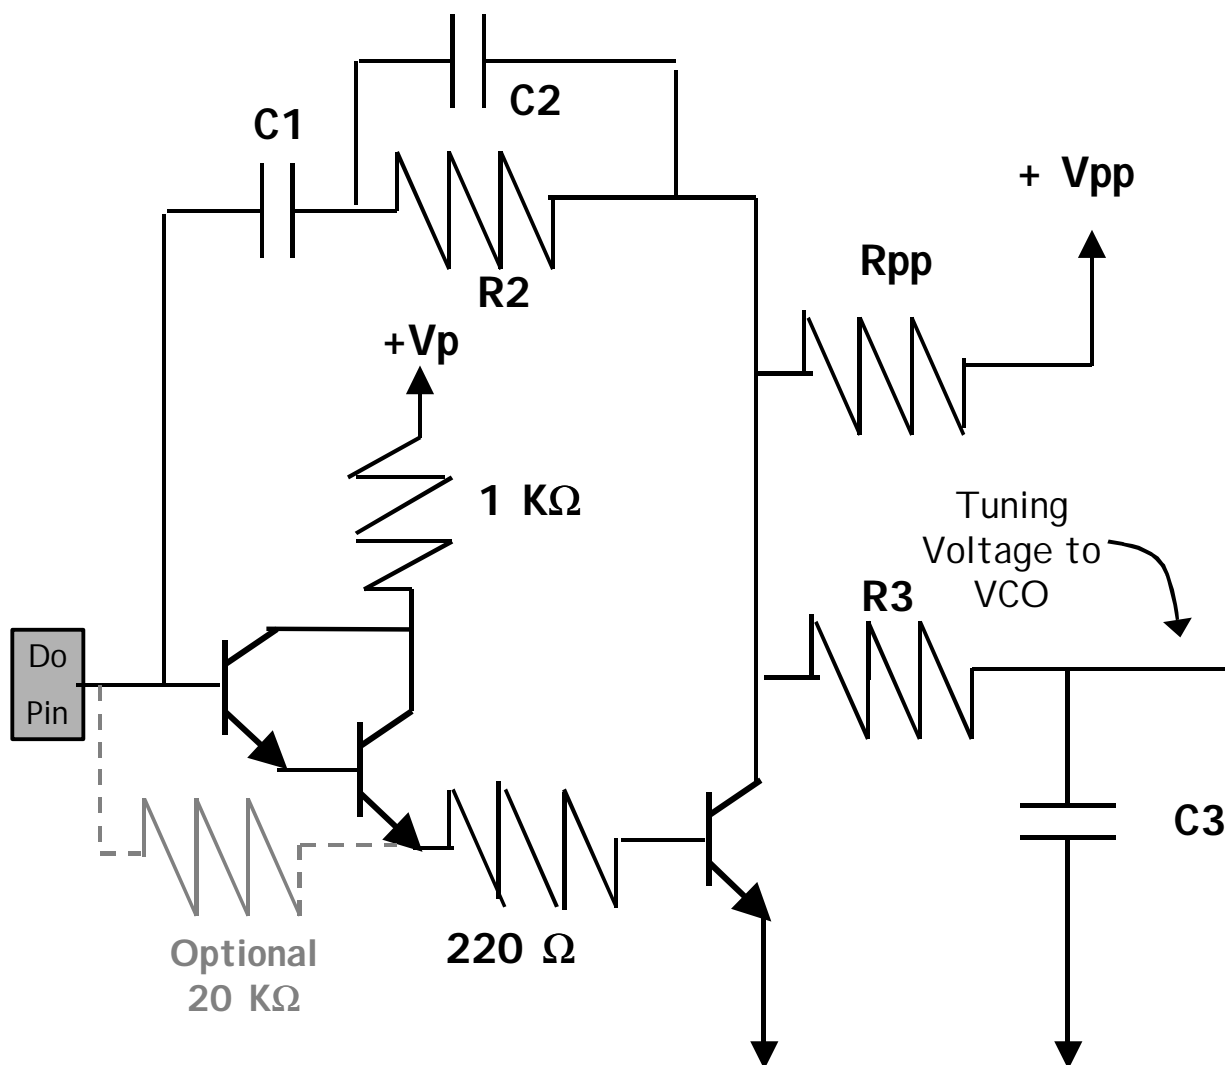 C2
C1
+ Vpp
Rpp
R2
+Vp
1 KΩ
Tuning
Voltage to
VCO
R3
Do
Pin
C3
220 Ω
Optional
20 KΩ